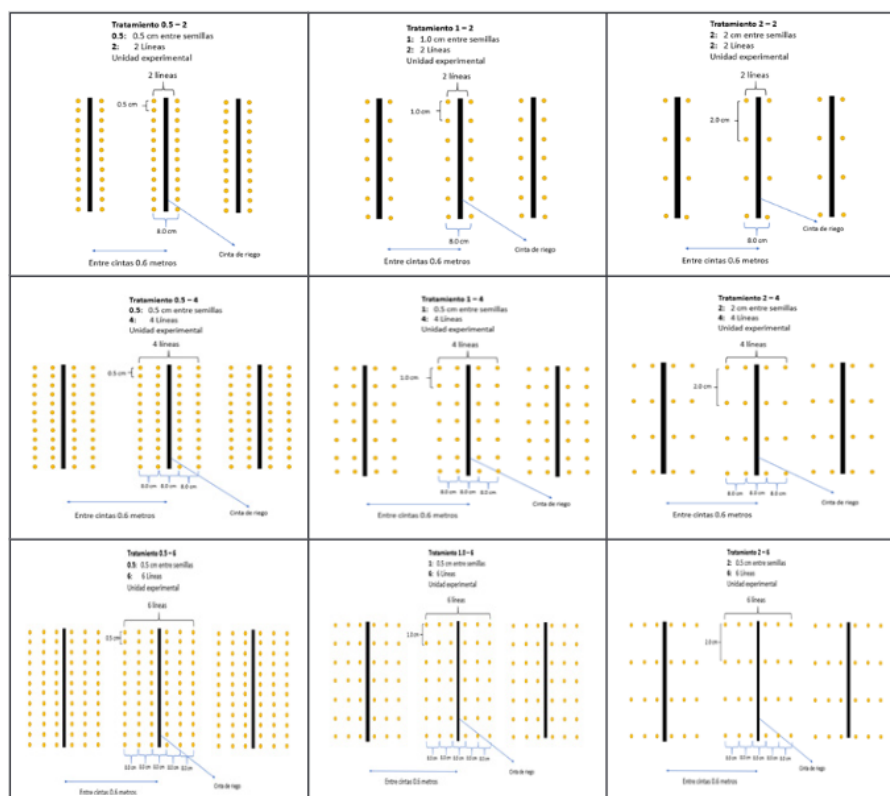 Tratamiento 0.5 – 2
0.5: 0.5 cm entre semillas
2: 2 Líneas
Unidad experimental
2 líneas
0.5 cm
8.0 cm
Cinta de riego
Entre cintas 0.6 metros
Tratamiento 1 – 2
1: 1.0 cm entre semillas
2: 2 Líneas
Unidad experimental
2 líneas
1.0 cm
8.0 cm
Cinta de riego
Entre cintas 0.6 metros
Tratamiento 2 – 2
2: 2 cm entre semillas
2: 2 Líneas
Unidad experimental
2 líneas
2.0 cm
8.0 cm
Cinta de riego
Entre cintas 0.6 metros
Tratamiento 0.5 – 4
0.5: 0.5 cm entre semillas
4: 4 Líneas
Unidad experimental
4 líneas
0.5 cm
8.0 cm 8.0 cm 8.0 cm
Cinta de riego
Entre cintas 0.6 metros
Tratamiento 1 – 4
1: 0.5 cm entre semillas
4: 4 Líneas
Unidad experimental
4 líneas
1.0 cm
8.0 cm 8.0 cm 8.0 cm
Cinta de riego
Entre cintas 0.6 metros
Tratamiento 2 – 4
2: 2 cm entre semillas
4: 4 Líneas
Unidad experimental
4 líneas
2.0 cm
8.0 cm 8.0 cm 8.0 cm
Cinta de riego
Entre cintas 0.6 metros
Tratamiento 0.5 – 6
0.5: 0.5 cm entre semillas
6: 6 Líneas
Unidad experimental
6 líneas
0.5 cm
Cinta de riego
Entre cintas 0.6 metros
Tratamiento 1.0 – 6
1: 0.5 cm entre semillas
6: 6 Líneas
Unidad experimental
6 líneas
1.0 cm
Cinta de riego
Entre cintas 0.6 metros
Tratamiento 2 – 6
2: 0.5 cm entre semillas
6: 6 Líneas
Unidad experimental
6 líneas
Cinta de riego
Entre cintas 0.6 metros